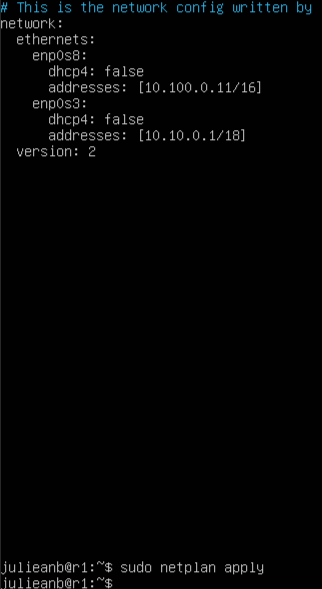 # This is the network config written by
network:
  ethernets:
    enp0s8:
      dhcp4: false
      addresses: [10.100.0.11/16]
    enp0s3:
      dhcp4: false
      addresses: [10.10.0.1/18]
  version: 2
julieanb@r1:~$ sudo netplan apply
julieanb@r1:~$